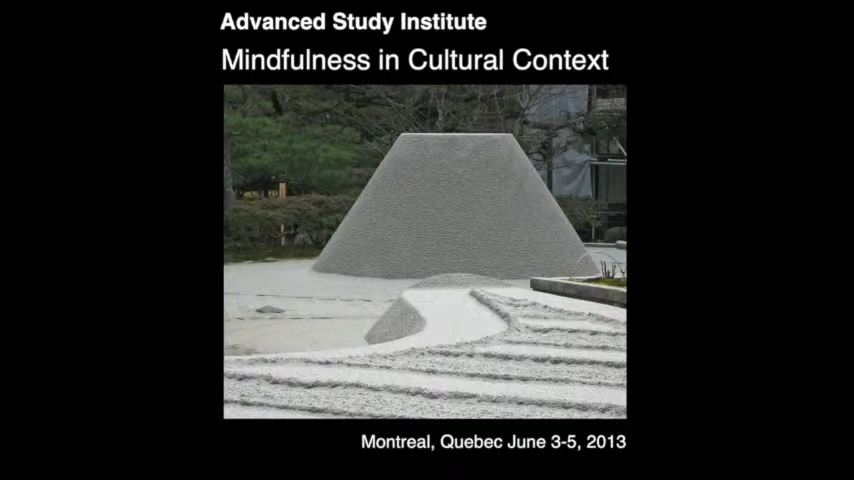 Advanced Study Institute
Mindfulness in Cultural Context
Montreal, Quebec June 3-5, 2013